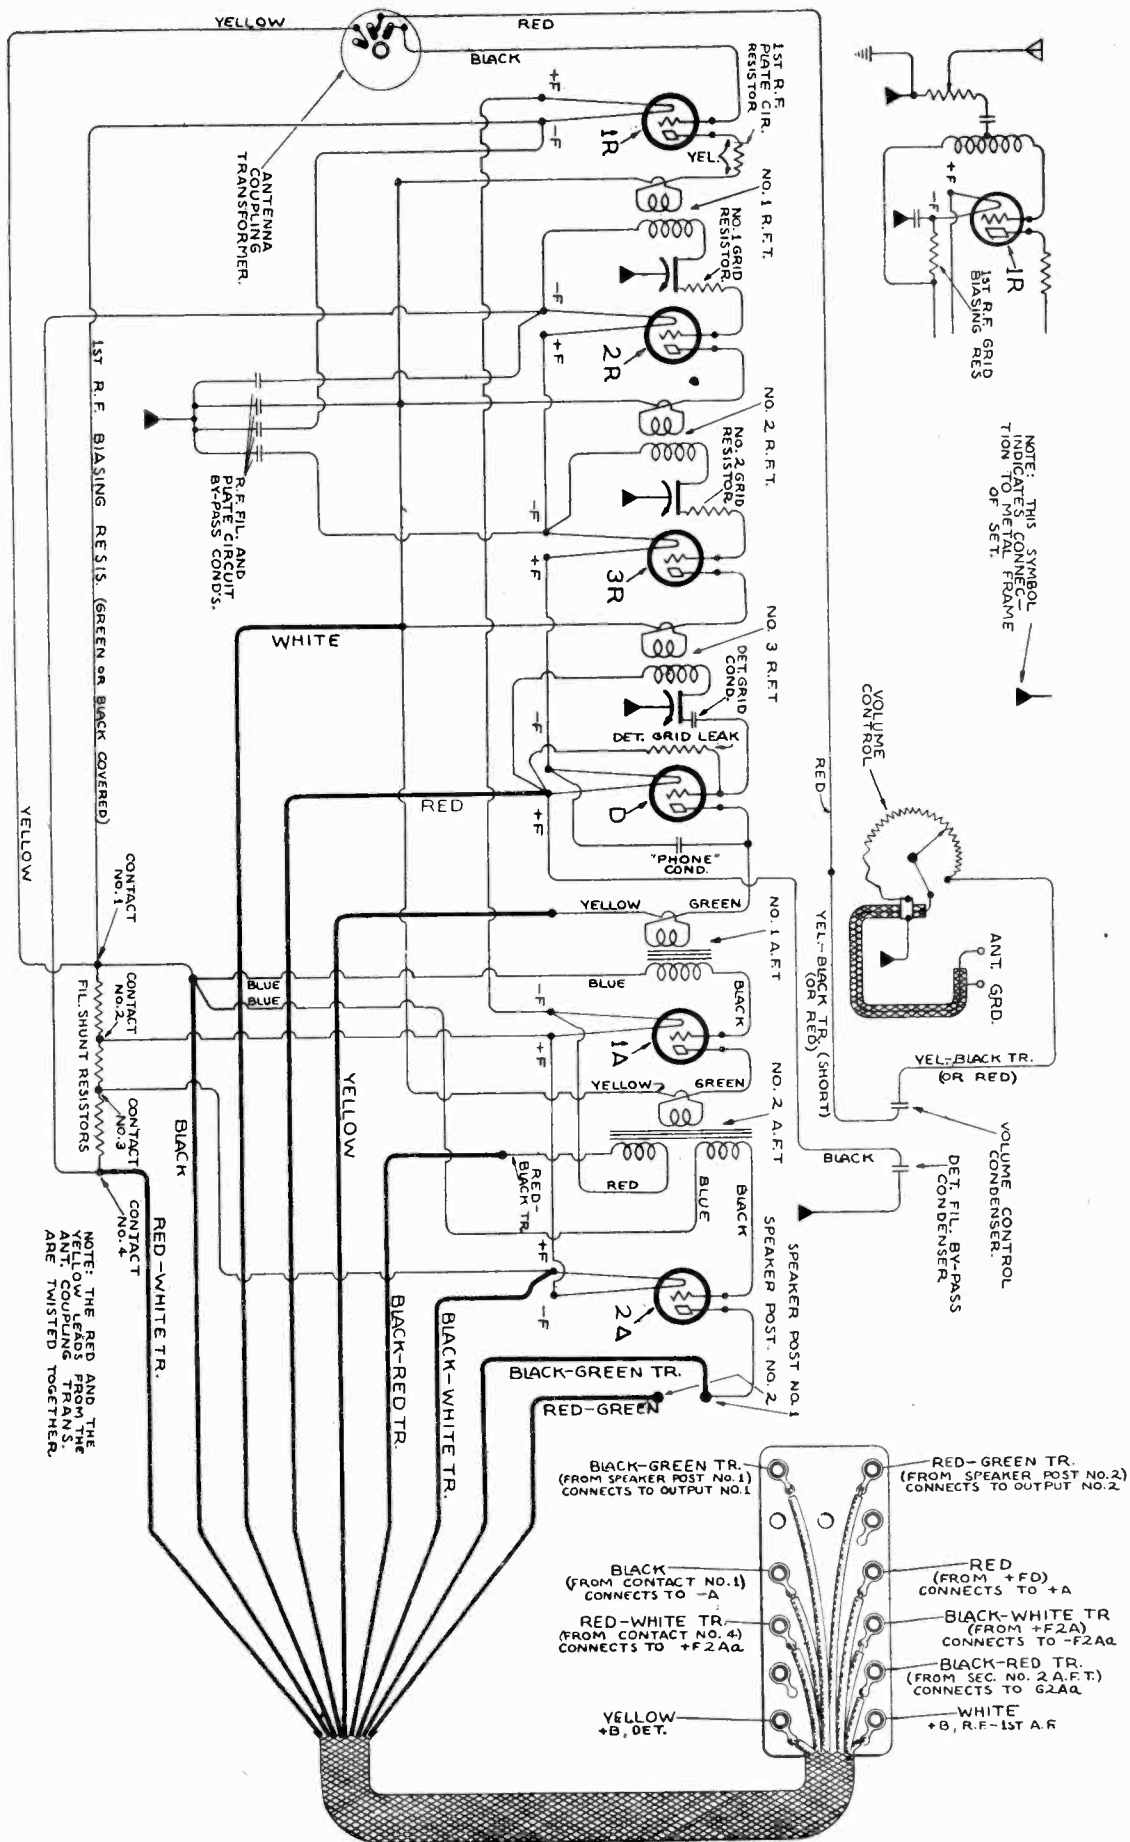 YELLOW
RED
BLACK
1ST R.F.
PLATE CIR.
RESISTOR
+F
-F
1R
YEL.
ANTENNA
COUPLING
TRANSFORMER.
NO. 1 R.F.T.
NO. 1 GRID
RESISTOR.
-F
+F
2R
1ST R.F. BIASING RESIS. (GREEN OR BLACK COVERED)
R.F. FIL. AND
PLATE CIRCUIT
BY-PASS COND'S.
NO. 2 R.F.T.
NO. 2 GRID
RESISTOR
-F
+F
3R
WHITE
NO. 3 R.F.T
DET. GRID
COND.
DET. GRID LEAK
-F
+F
RED
D
"PHONE"
COND.
+F
-F
1R
1ST R.F. GRID
BIASING RES
NOTE: THIS SYMBOL
INDICATES CONNEC-
TION TO METAL FRAME
OF SET.
VOLUME
CONTROL
RED
ANT. GRD.
YEL-BLACK TR.
(OR RED)
YEL-BLACK TR. (SHORT)
(OR RED)
VOLUME CONTROL
CONDENSER.
BLACK
DET. FIL. BY-PASS
CONDENSER
YELLOW
CONTACT
NO. 1
CONTACT
NO. 2
CONTACT
NO. 3
CONTACT
NO. 4
FIL. SHUNT RESISTORS
YELLOW
GREEN
NO. 1 A.F.T
BLUE
BLUE
BLUE
BLACK
-F
+F
1A
YELLOW
GREEN
NO. 2 A.F.T
BLACK
YELLOW
RED-
BLACK TR.
RED
BLUE
BLACK
+F
-F
2A
SPEAKER POST NO. 1
SPEAKER POST. NO. 2
RED-WHITE TR.
BLACK-RED TR.
BLACK-WHITE TR.
BLACK-GREEN TR.
RED-GREEN
NOTE: THE RED AND THE
YELLOW LEADS FROM THE
ANT. COUPLING TRANS.
ARE TWISTED TOGETHER
BLACK-GREEN TR.
(FROM SPEAKER POST NO.1)
CONNECTS TO OUTPUT NO.1
RED-GREEN TR.
(FROM SPEAKER POST NO.2)
CONNECTS TO OUTPUT NO.2
BLACK
(FROM CONTACT NO.1)
CONNECTS TO -A
RED
(FROM +FD)
CONNECTS TO +A
RED-WHITE TR.
(FROM CONTACT NO.4)
CONNECTS TO +F2Aa
BLACK-WHITE TR
(FROM +F2A)
CONNECTS TO -F2Aa
BLACK-RED TR.
(FROM SEC. NO. 2 A.F.T.)
CONNECTS TO G2Aa
YELLOW
+B, DET.
WHITE
+B, R.F.-1ST A.F.